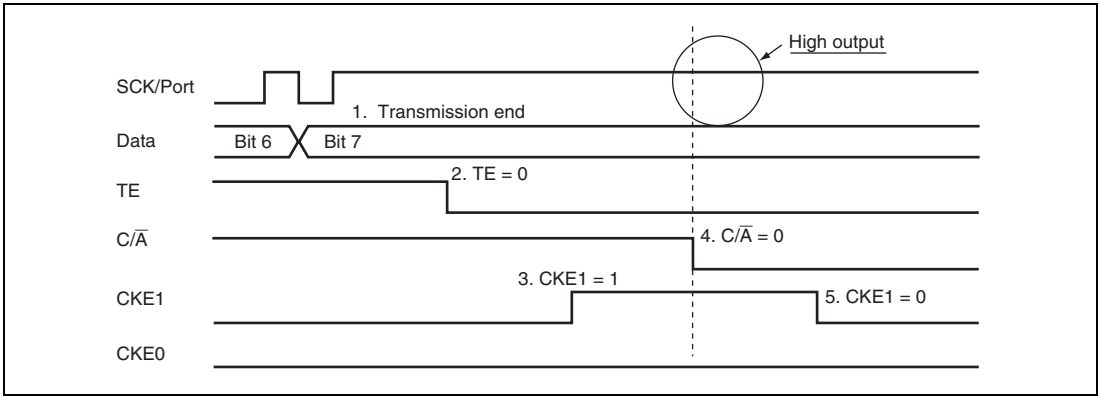 High output
SCK/Port
1. Transmission end
Data
Bit 6
Bit 7
2. TE = 0
TE
C/A̅
4. C/A̅ = 0
3. CKE1 = 1
CKE1
5. CKE1 = 0
CKE0